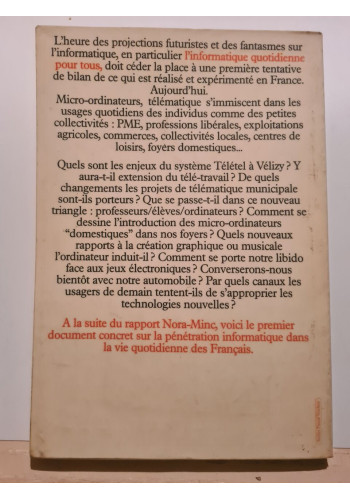 L'heure des projections futuristes et des fantasmes sur
l'informatique, en particulier l'informatique quotidienne
pour tous, doit céder la place à une première tentative
de bilan de ce qui est réalisé et expérimenté en France.
Aujourd'hui.
Micro-ordinateurs, télématique s'immiscent dans les
usages quotidiens des individus comme des petites
collectivités : PME, professions libérales, exploitations
agricoles, commerces, collectivités locales, centres de
loisirs, foyers domestiques...
Quels sont les enjeux du système Télétel à Vélizy ? Y
aura-t-il extension du télé-travail ? De quels
changements les projets de télématique municipale
sont-ils porteurs ? Que se passe-t-il dans ce nouveau
triangle : professeurs/élèves/ordinateurs ? Comment se
dessine l'introduction des micro-ordinateurs
"domestiques" dans nos foyers ? Quels nouveaux
rapports à la création graphique ou musicale
l'ordinateur induit-il ? Comment se porte notre libido
face aux jeux électroniques ? Converserons-nous
bientôt avec notre automobile ? Par quels canaux les
usagers de demain tentent-ils de s'approprier les
technologies nouvelles ?
A la suite du rapport Nora-Minc, voici le premier
document concret sur la pénétration informatique dans
la vie quotidienne des Français.